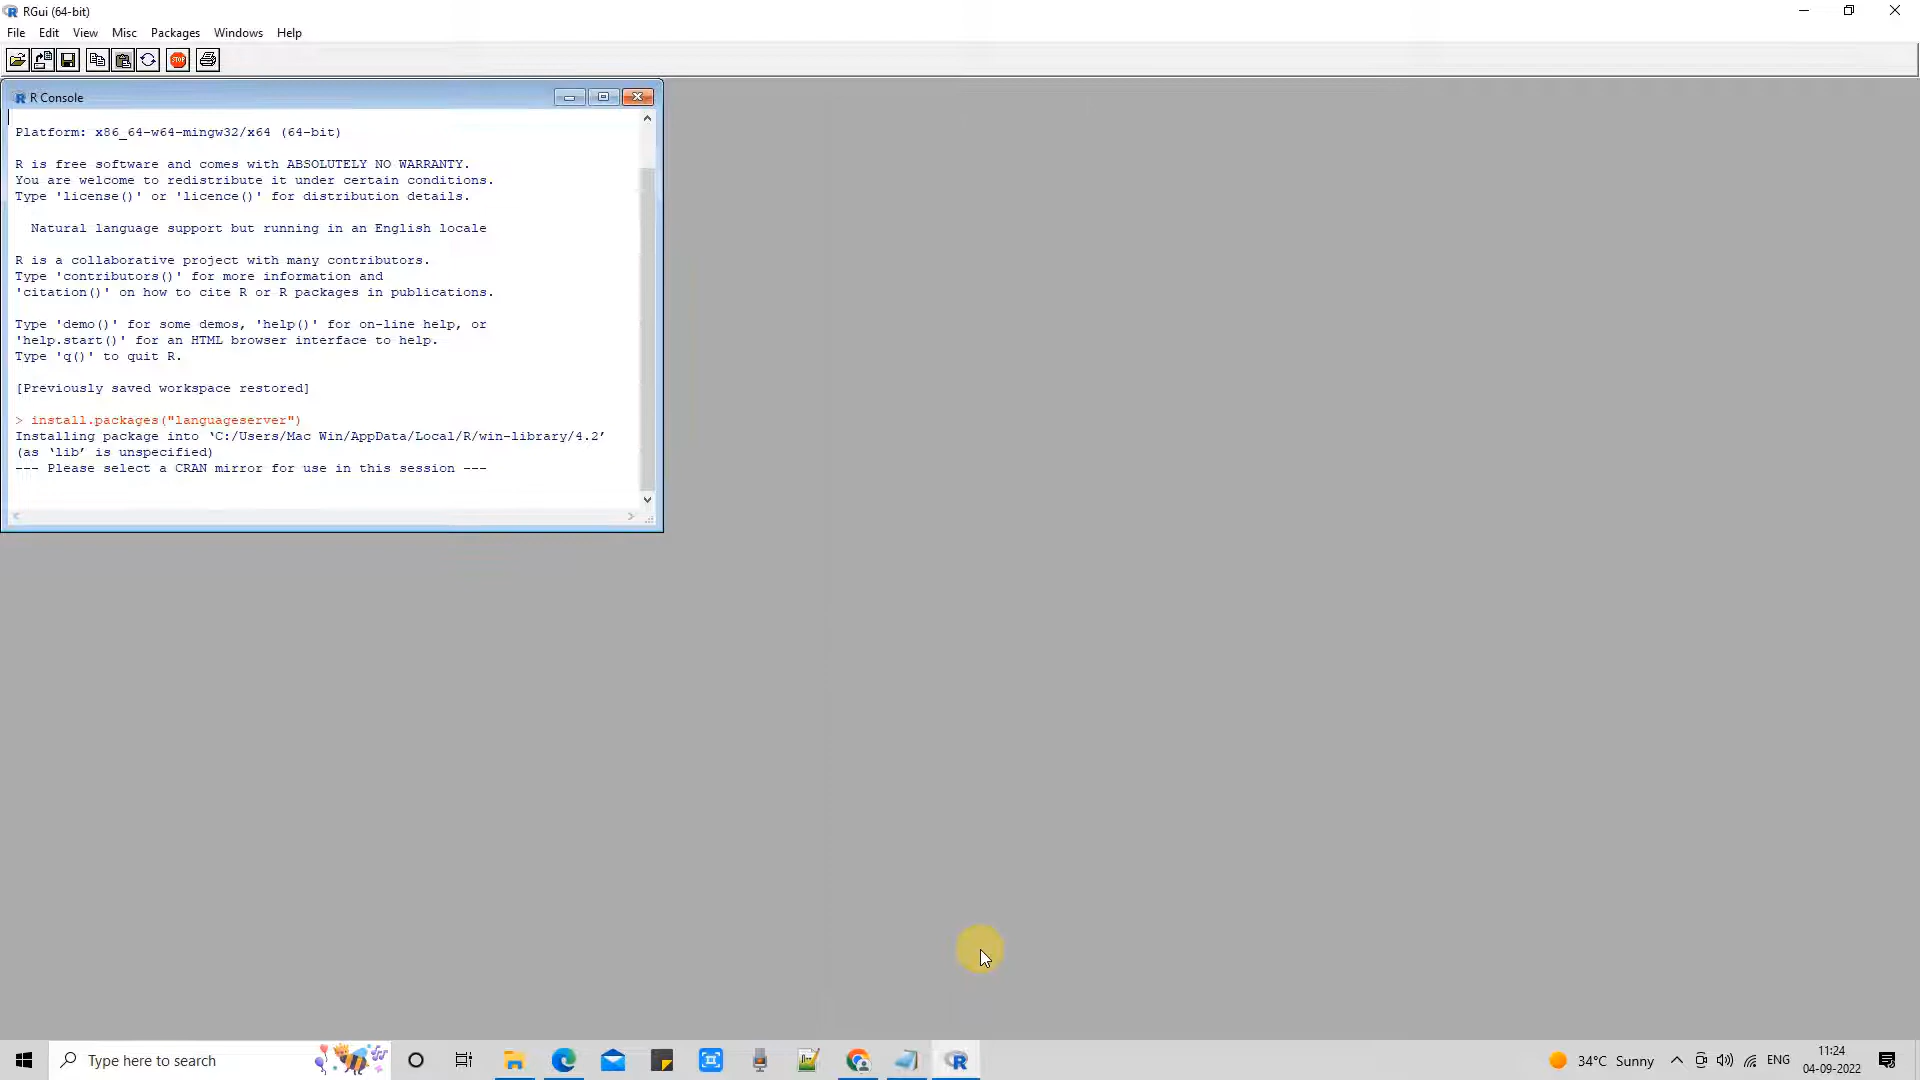 RGui (64-bit)
File Edit View Misc Packages Windows Help
STOP
R Console
Platform: x86_64-w64-mingw32/x64 (64-bit)
R is free software and comes with ABSOLUTELY NO WARRANTY.
You are welcome to redistribute it under certain conditions.
Type 'license()' or 'licence()' for distribution details.
Natural language support but running in an English locale
R is a collaborative project with many contributors.
Type 'contributors()' for more information and
'citation()' on how to cite R or R packages in publications.
Type 'demo()' for some demos, 'help()' for on-line help, or
'help.start()' for an HTML browser interface to help.
Type 'q()' to quit R.
[Previously saved workspace restored]
> install.packages("languageserver")
Installing package into ‘C:/Users/Mac Win/AppData/Local/R/win-library/4.2’
(as ‘lib’ is unspecified)
--- Please select a CRAN mirror for use in this session ---
Type here to search
34°C Sunny
ENG
11:24
04-09-2022